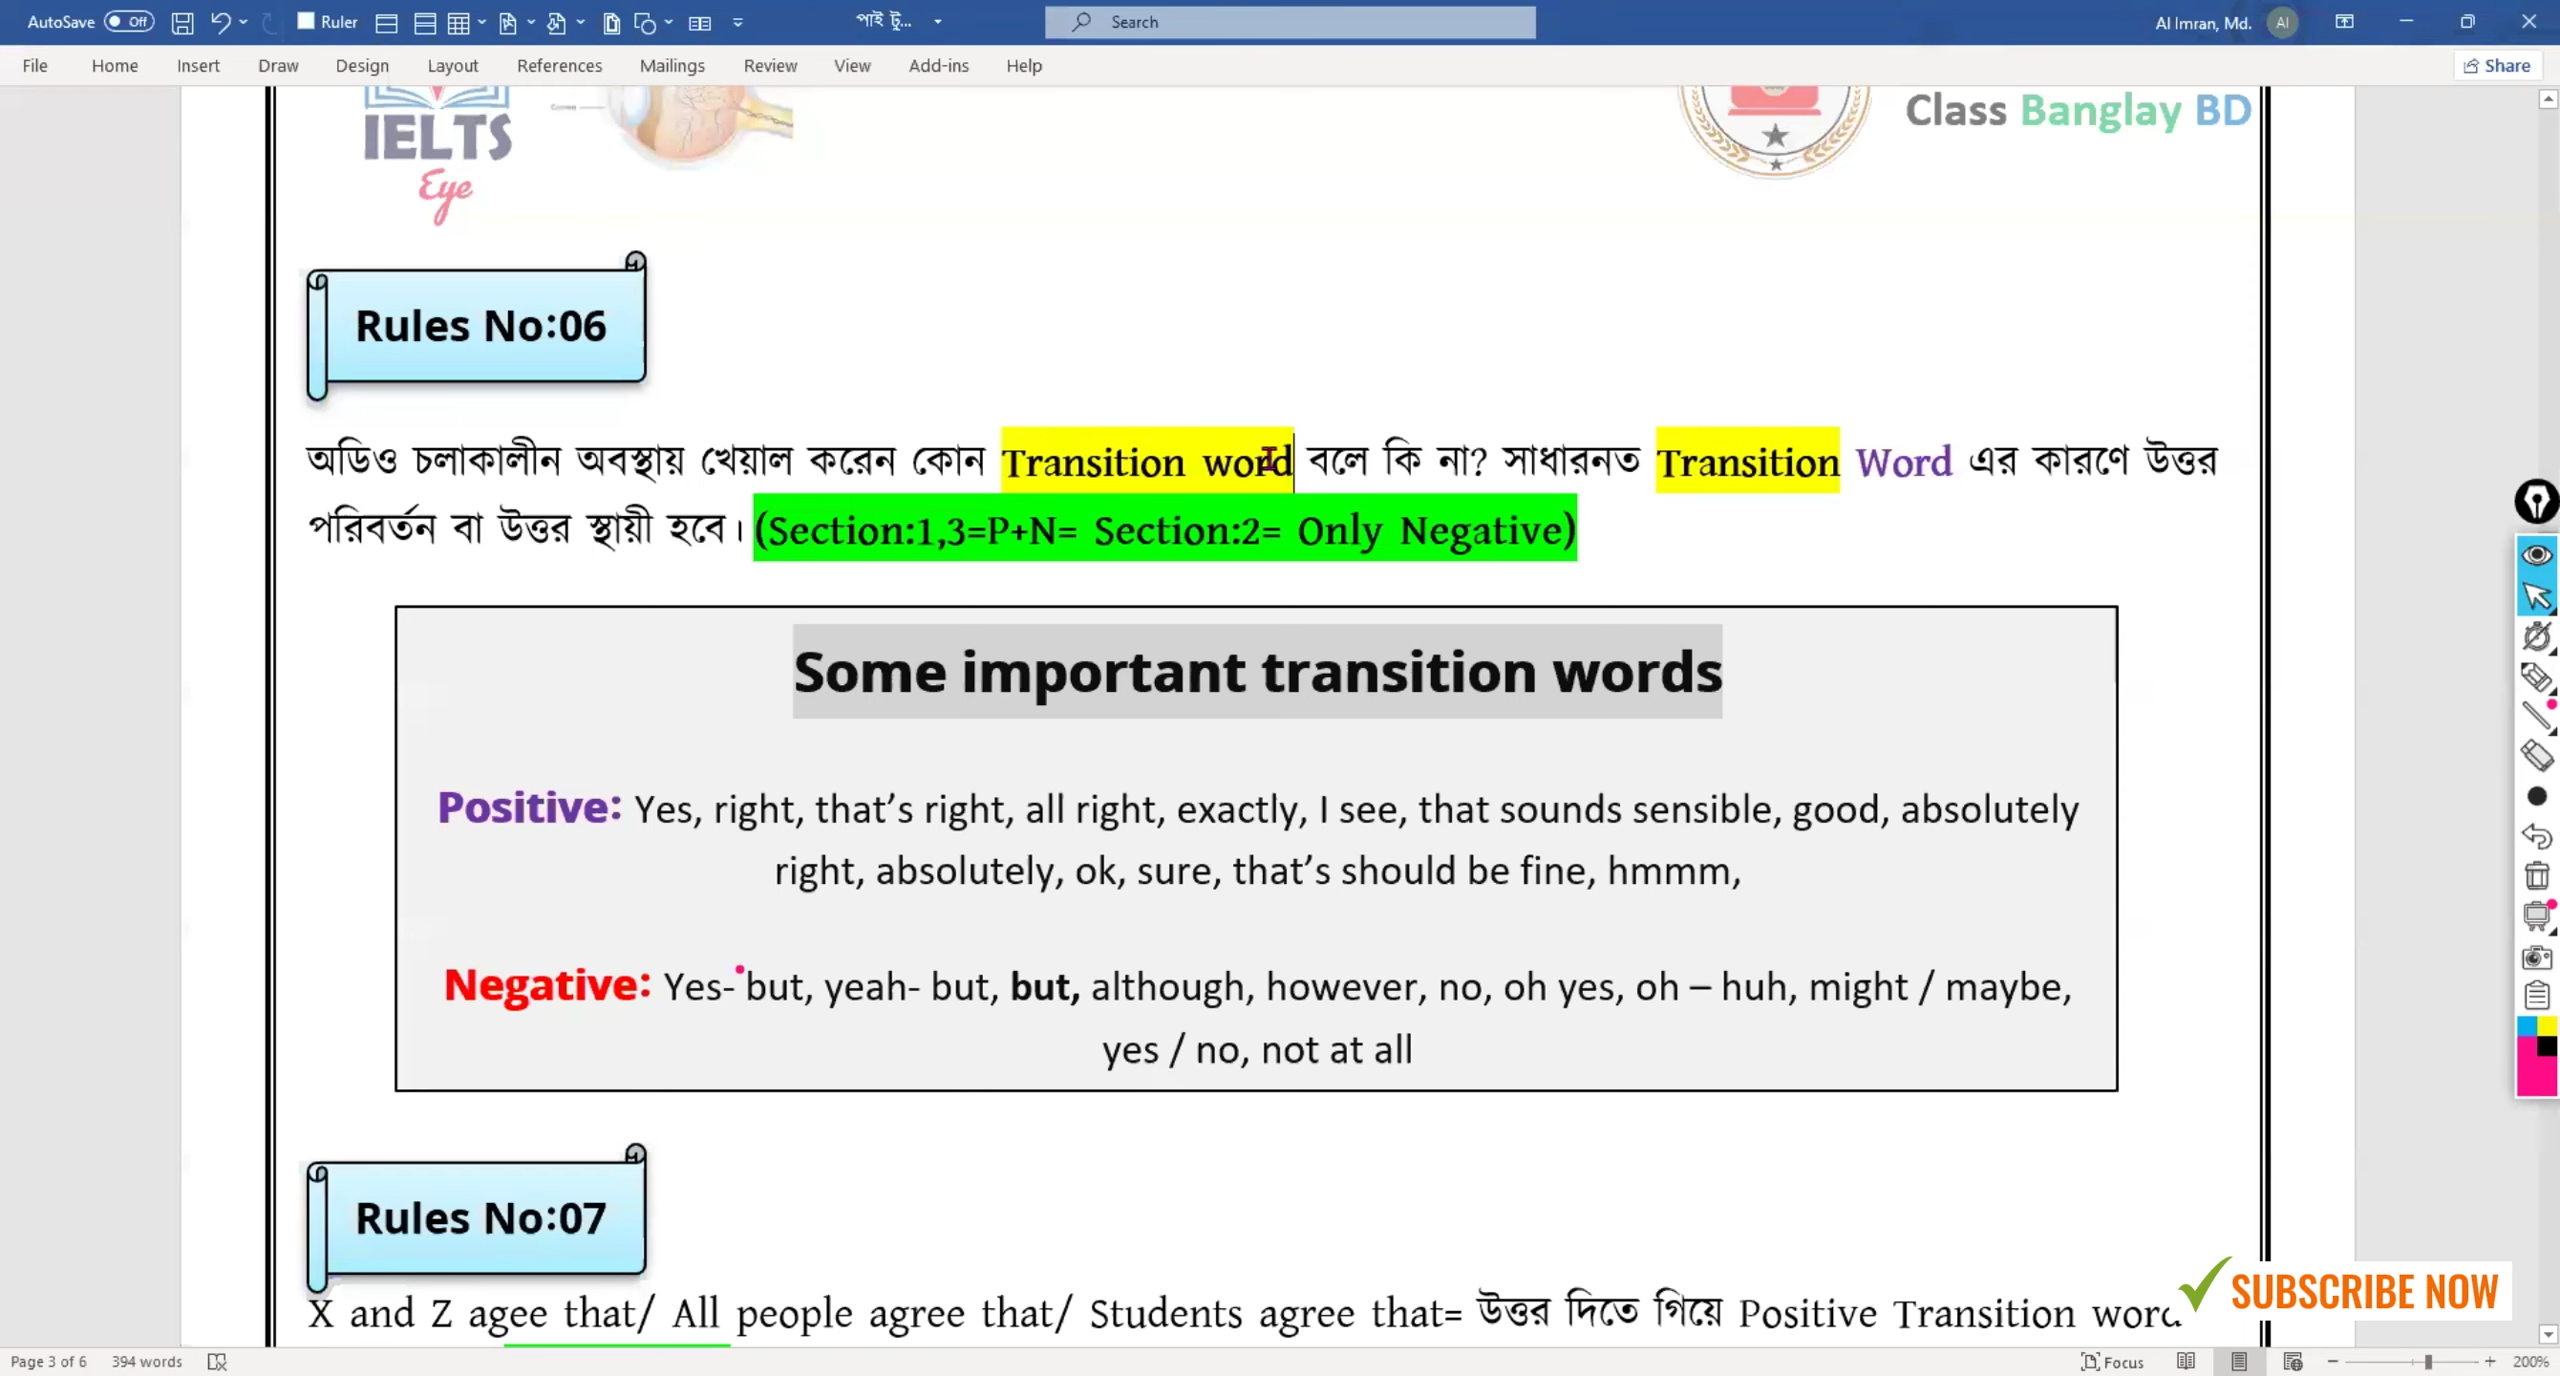 AutoSave Off Ruler পাই টু... Search Al Imran, Md. AI
File Home Insert Draw Design Layout References Mailings Review View Add-ins Help Share
IELTS
Eye
Class Banglay BD
Rules No:06
অডিও চলাকালীন অবস্থায় খেয়াল করেন কোন Transition word বলে কি না? সাধারনত Transition Word এর কারণে উত্তর
পরিবর্তন বা উত্তর স্থায়ী হবে। (Section:1,3=P+N= Section:2= Only Negative)
Some important transition words
Positive: Yes, right, that’s right, all right, exactly, I see, that sounds sensible, good, absolutely
right, absolutely, ok, sure, that’s should be fine, hmmm,
Negative: Yes- but, yeah- but, but, although, however, no, oh yes, oh – huh, might / maybe,
yes / no, not at all
Rules No:07
X and Z agee that/ All people agree that/ Students agree that= উত্তর দিতে গিয়ে Positive Transition word
SUBSCRIBE NOW
Page 3 of 6 394 words Focus 200%